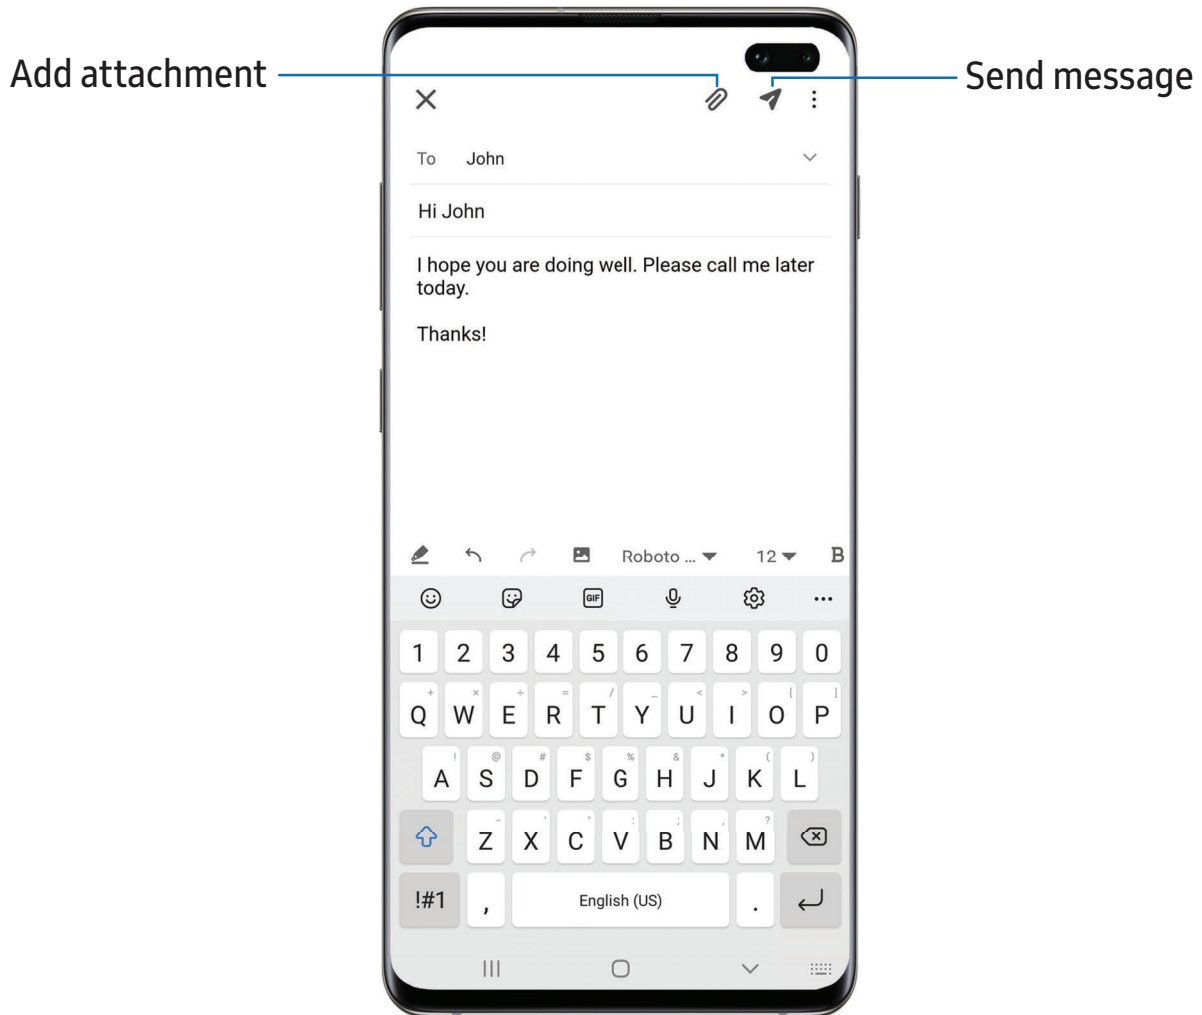 Add attachment
Send message
To John
Hi John
I hope you are doing well. Please call me later
today.
Thanks!
Roboto ... 12 B
GIF
1 2 3 4 5 6 7 8 9 0
+ × ÷ = / _ < > [ ]
Q W E R T Y U I O P
! @ # $ % & * ( )
A S D F G H J K L
- ' " : ; , ?
Z X C V B N M
!#1 , English (US) .